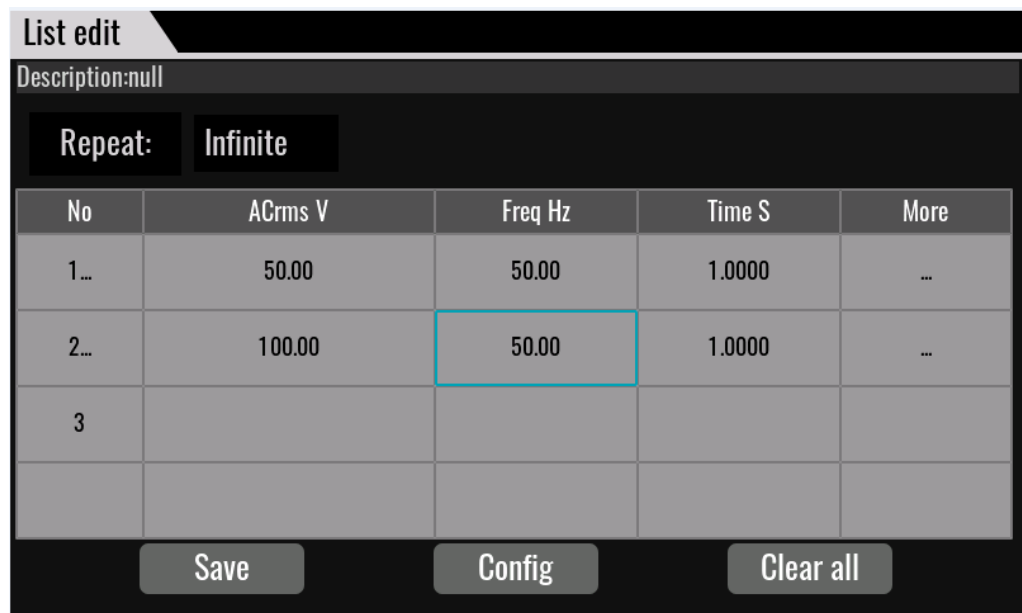 List edit
Description:null
Repeat: Infinite
No ACrms V Freq Hz Time S More
1... 50.00 50.00 1.0000 ...
2... 100.00 50.00 1.0000 ...
3
Save Config Clear all